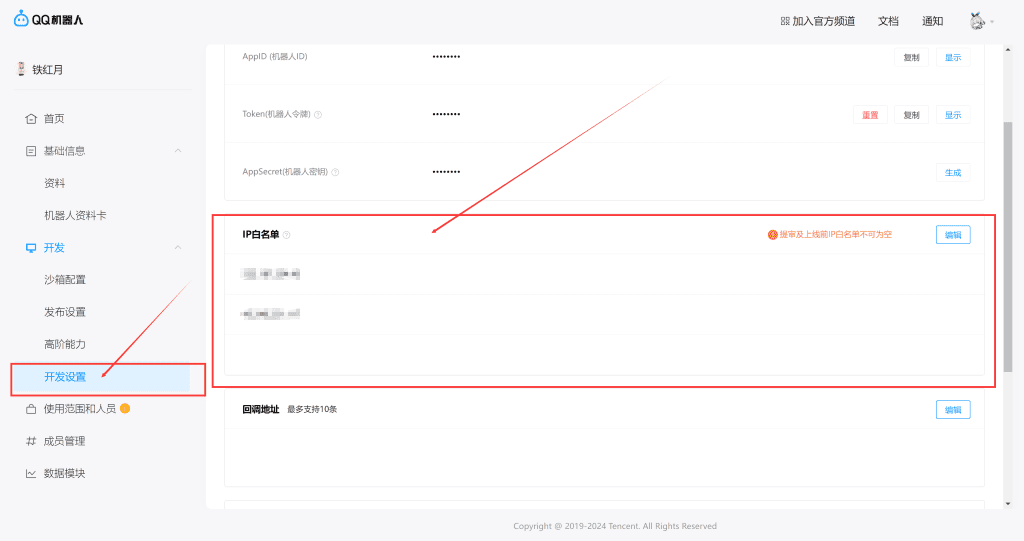 QQ机器人
加入官方频道 文档 通知
铁红月
首页
基础信息
资料
机器人资料卡
开发
沙箱配置
发布设置
高阶能力
开发设置
使用范围和人员
成员管理
数据模块
AppID (机器人ID) •••••••• 复制 显示
Token(机器人令牌) •••••••• 重置 复制 显示
AppSecret(机器人密钥) •••••••• 生成
IP白名单 提审及上线前IP白名单不可为空 编辑
回调地址 最多支持10条 编辑
Copyright @ 2019-2024 Tencent. All Rights Reserved